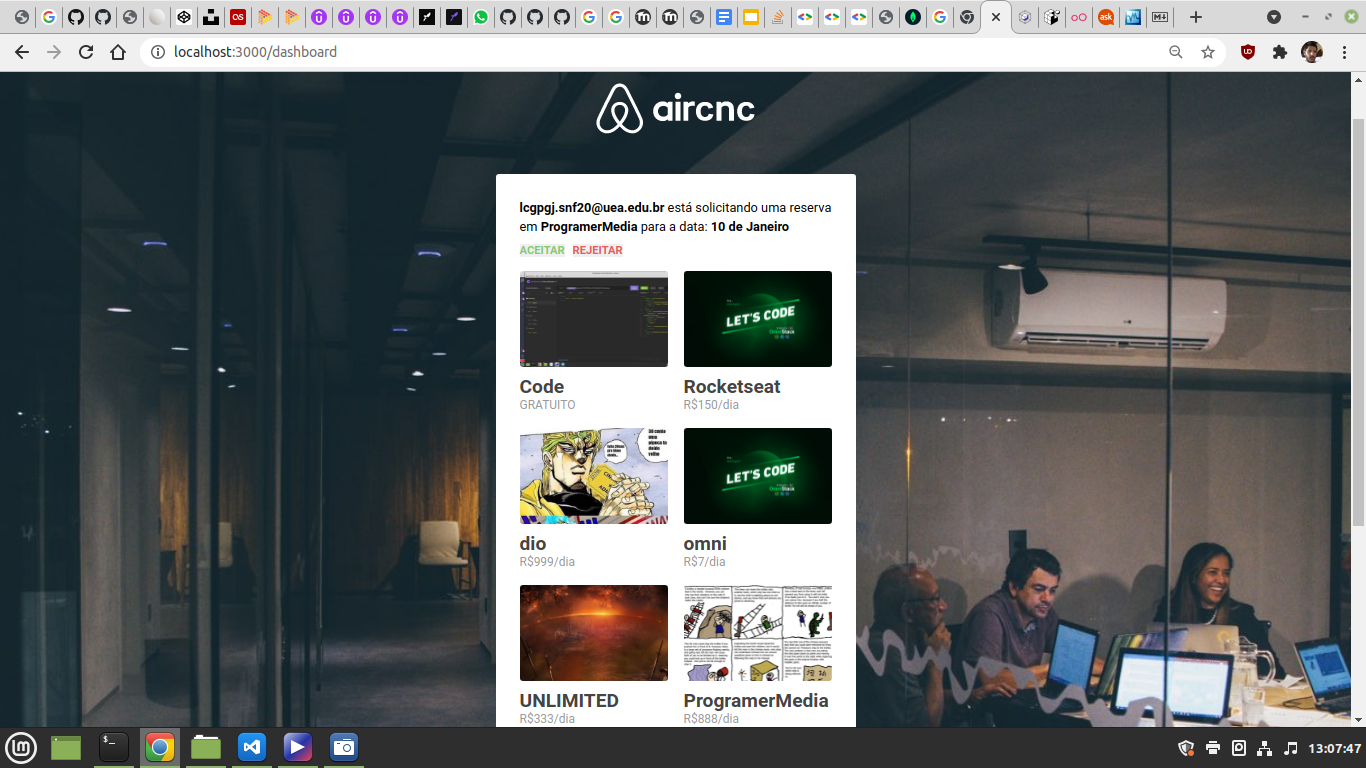 localhost:3000/dashboard
aircnc
lcgpgj.snf20@uea.edu.br está solicitando uma reserva
em ProgramerMedia para a data: 10 de Janeiro
ACEITAR REJEITAR
LET'S CODE
LET'S CODE
Code
Rocketseat
GRATUITO
R$150/dia
dio
omni
R$999/dia
R$7/dia
UNLIMITED
ProgramerMedia
R$333/dia
R$888/dia
13:07:47